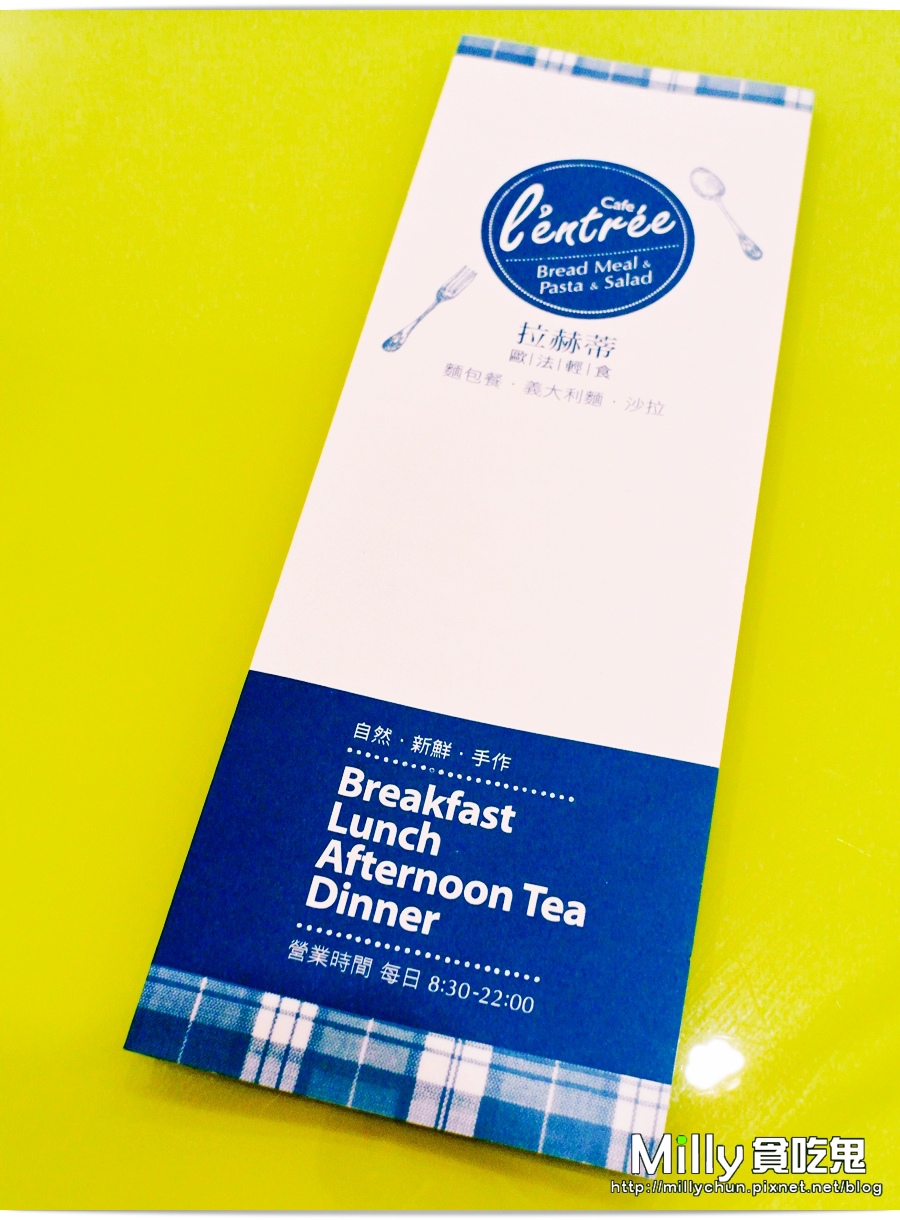 Cafe
l'entrée
Bread Meal &
Pasta & Salad
拉赫蒂
歐|法|輕|食
麵包餐・義大利麵・沙拉
自然・新鮮・手作
Breakfast
Lunch
Afternoon Tea
Dinner
營業時間 每日 8:30-22:00
Milly 貪吃鬼
http://millychun.pixnet.net/blog